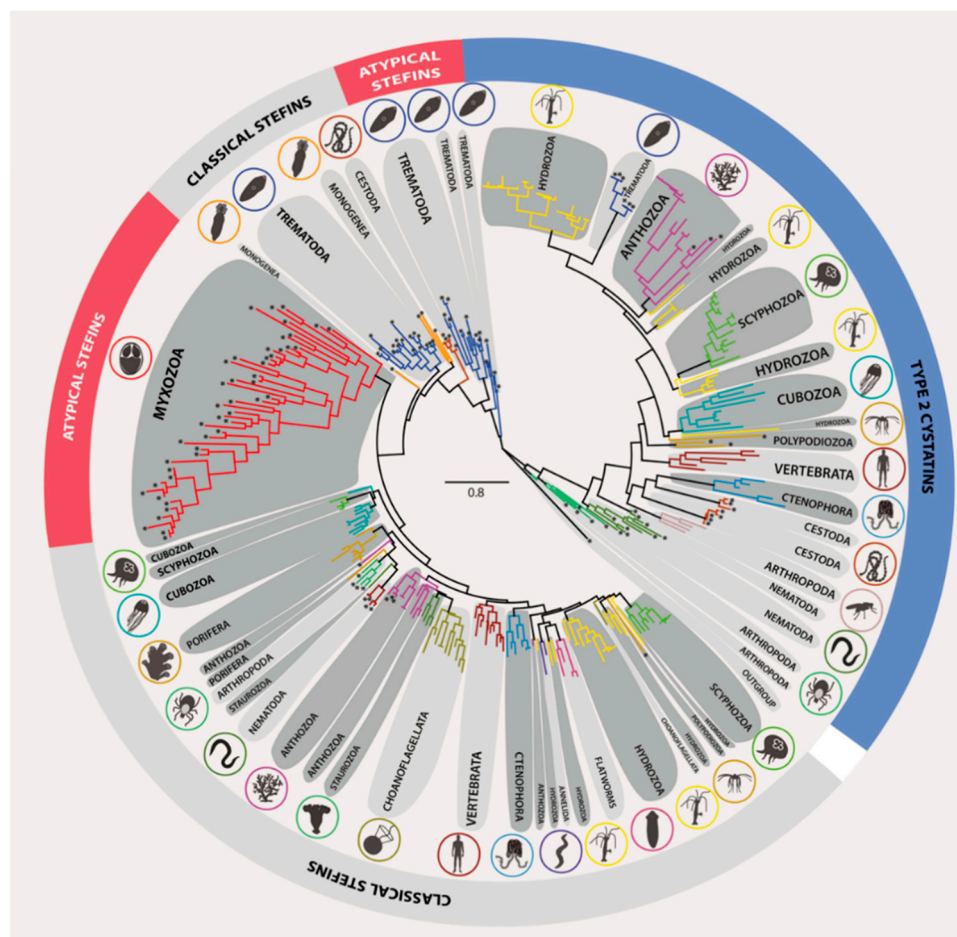 ATYPICAL
STEFINS
CLASSICAL STEFINS
ATYPICAL STEFINS
TYPE 2 CYSTATINS
CLASSICAL STEFINS
HYDROZOA
TREMATODA
ANTHOZOA
HYDROZOA
HYDROZOA
SCYPHOZOA
HYDROZOA
CUBOZOA
HYDROZOA
POLYPODIOZOA
VERTEBRATA
CTENOPHORA
CESTODA
CESTODA
ARTHROPODA
NEMATODA
NEMATODA
ARTHROPODA
ARTHROPODA
OUTGROUP
SCYPHOZOA
HYDROZOA
POLYPODIOZOA
HYDROZOA
CHOANOFLAGELLATA
HYDROZOA
FLATWORMS
HYDROZOA
ANNELIDA
HYDROZOA
ANTHOZOA
CTENOPHORA
VERTEBRATA
CHOANOFLAGELLATA
STAUROZOA
ANTHOZOA
ANTHOZOA
NEMATODA
STAUROZOA
ARTHROPODA
PORIFERA
ANTHOZOA
PORIFERA
CUBOZOA
SCYPHOZOA
CUBOZOA
MYXOZOA
MONOGENEA
TREMATODA
MONOGENEA
CESTODA
TREMATODA
TREMATODA
TREMATODA
0.8